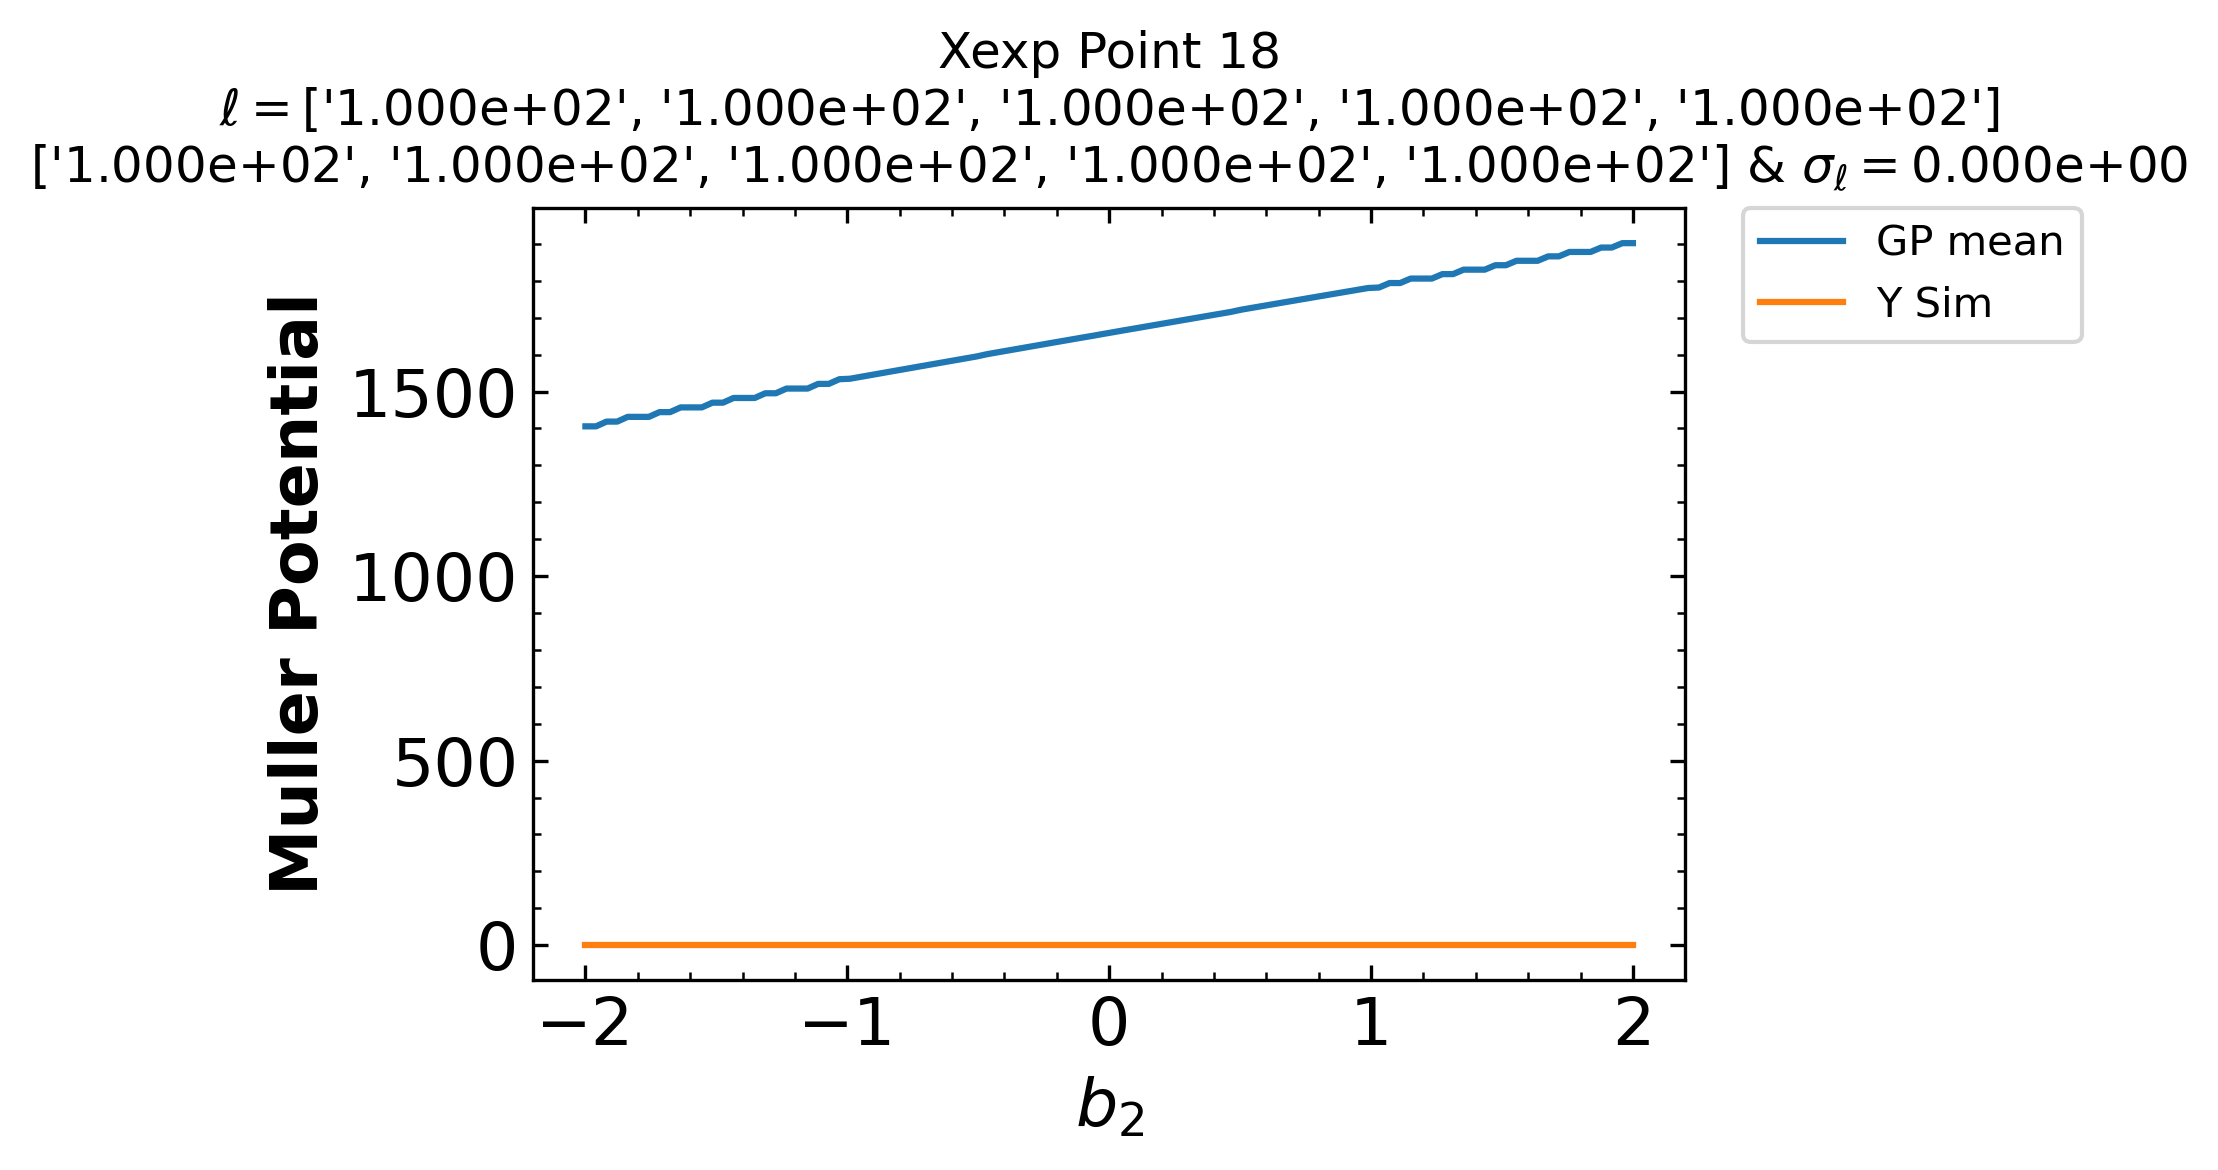 Xexp Point 18
ℓ = ['1.000e+02', '1.000e+02', '1.000e+02', '1.000e+02', '1.000e+02']
['1.000e+02', '1.000e+02', '1.000e+02', '1.000e+02', '1.000e+02'] & σℓ = 0.000e+00
GP mean
Y Sim
Muller Potential
1500
1000
500
0
−2
−1
0
1
2
b₂